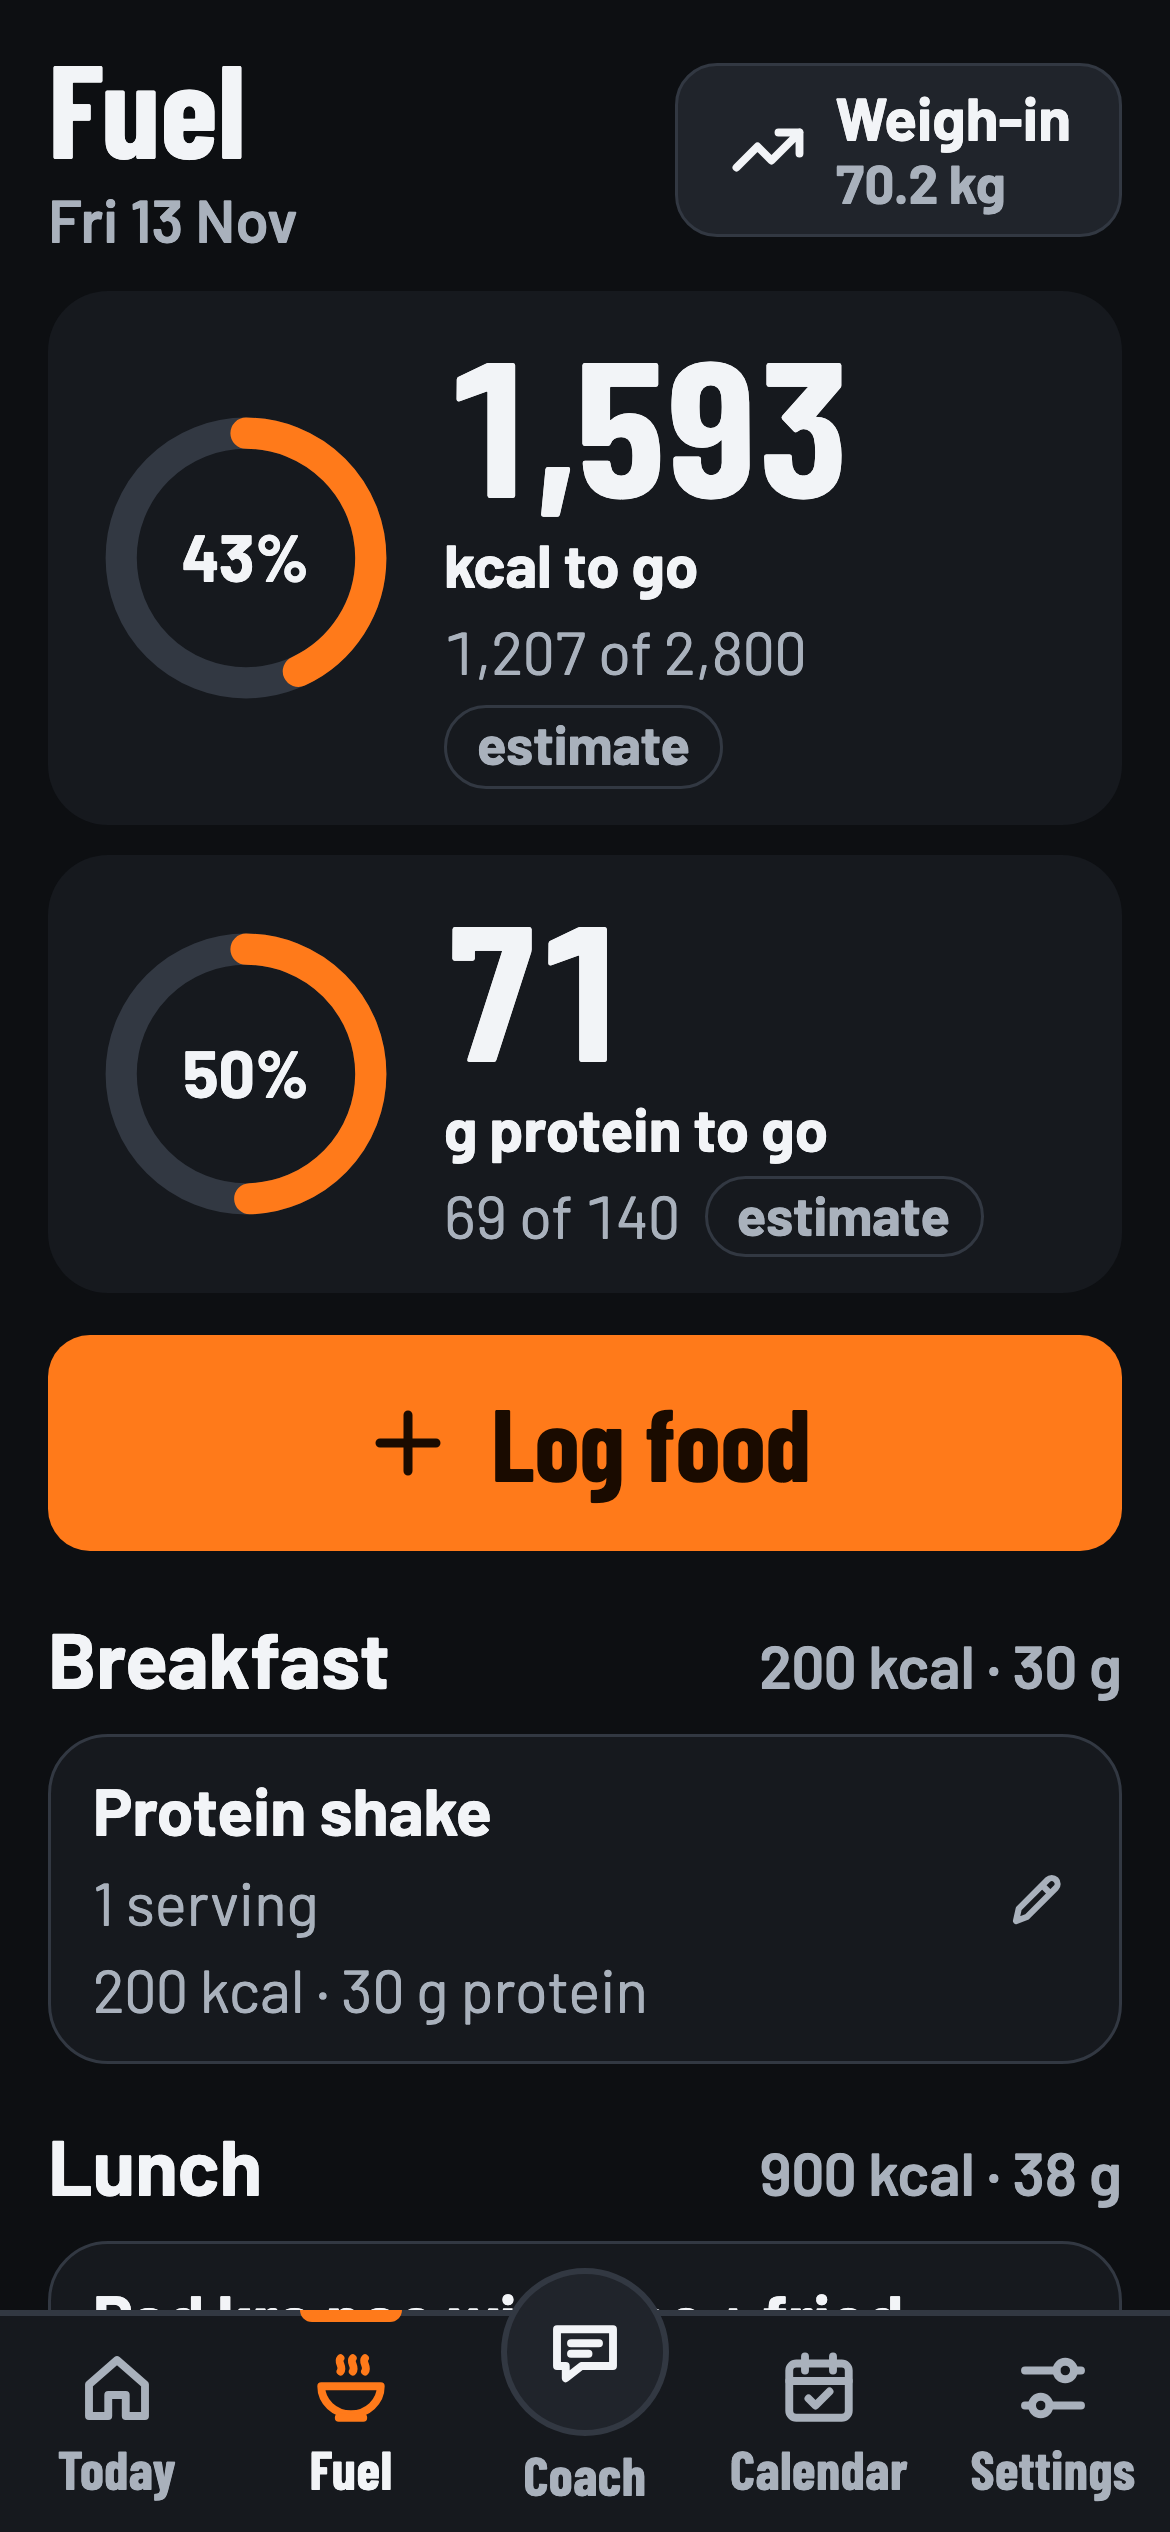 Fuel
Fri 13 Nov
Weigh-in
70.2 kg
43%
1,593
kcal to go
1,207 of 2,800
estimate
50%
71
g protein to go
69 of 140 estimate
Log food
Breakfast 200 kcal · 30 g
Protein shake
1 serving
200 kcal · 30 g protein
Lunch 900 kcal · 38 g
Today
Fuel
Coach
Calendar
Settings